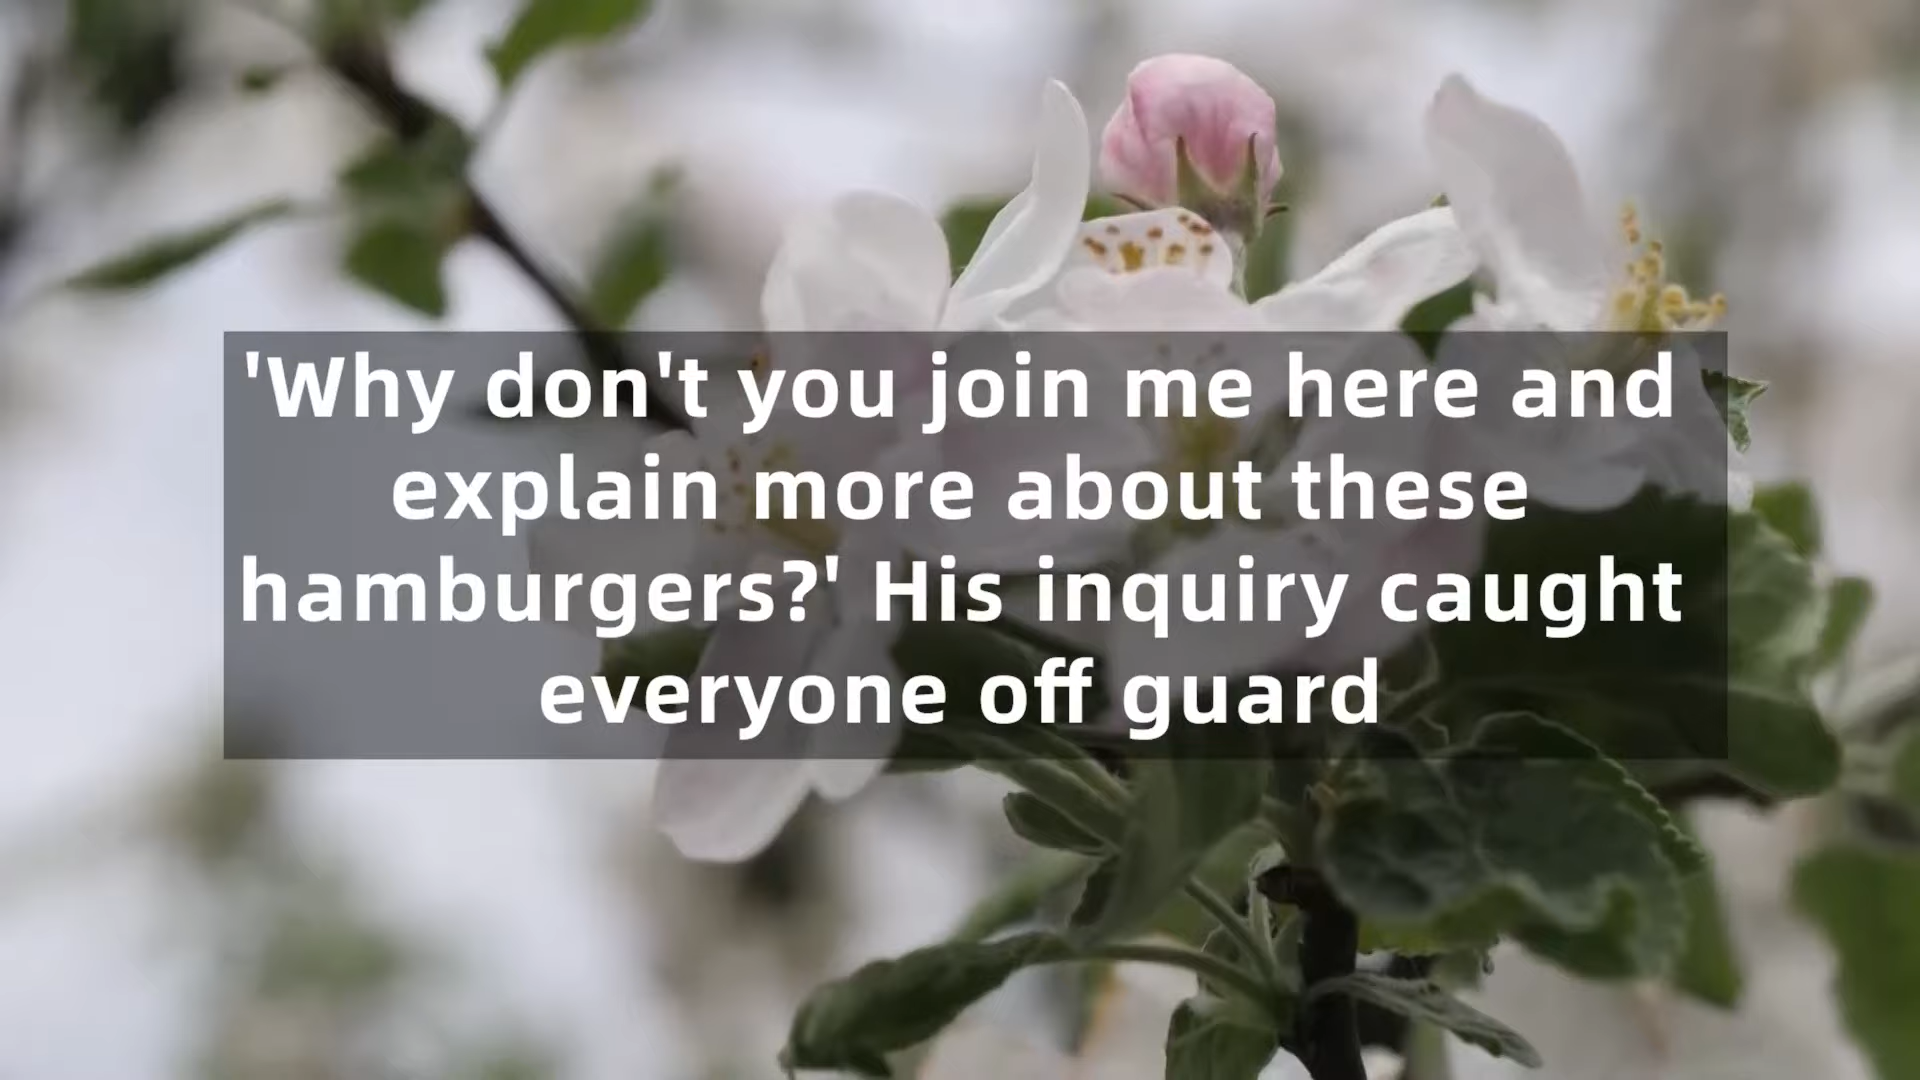 'Why don't you join me here and
explain more about these
hamburgers?' His inquiry caught
everyone off guard